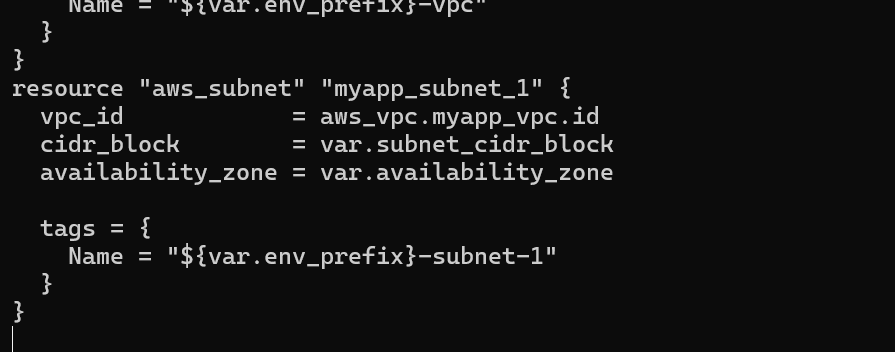 Name = "${var.env_prefix}-vpc"
  }
}
resource "aws_subnet" "myapp_subnet_1" {
  vpc_id            = aws_vpc.myapp_vpc.id
  cidr_block        = var.subnet_cidr_block
  availability_zone = var.availability_zone

  tags = {
    Name = "${var.env_prefix}-subnet-1"
  }
}